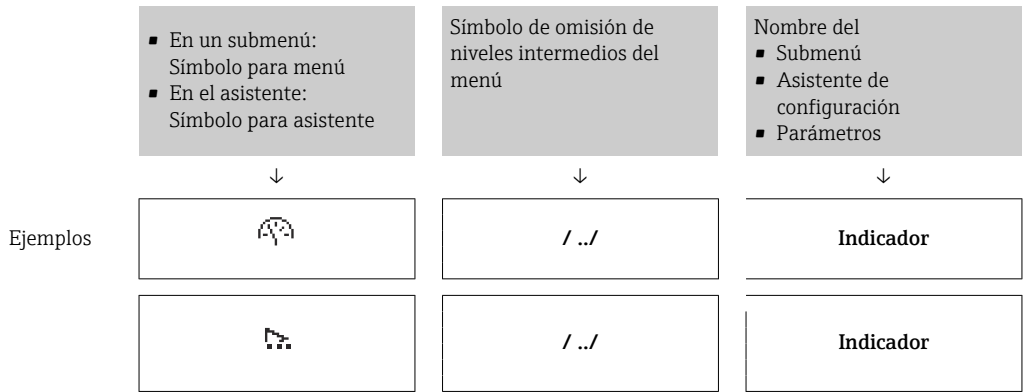 ▪ En un submenú:
Símbolo para menú
▪ En el asistente:
Símbolo para asistente
Símbolo de omisión de
niveles intermedios del
menú
Nombre del
▪ Submenú
▪ Asistente de
configuración
▪ Parámetros
↓ ↓ ↓
Ejemplos
/ ../
Indicador
/ ../
Indicador